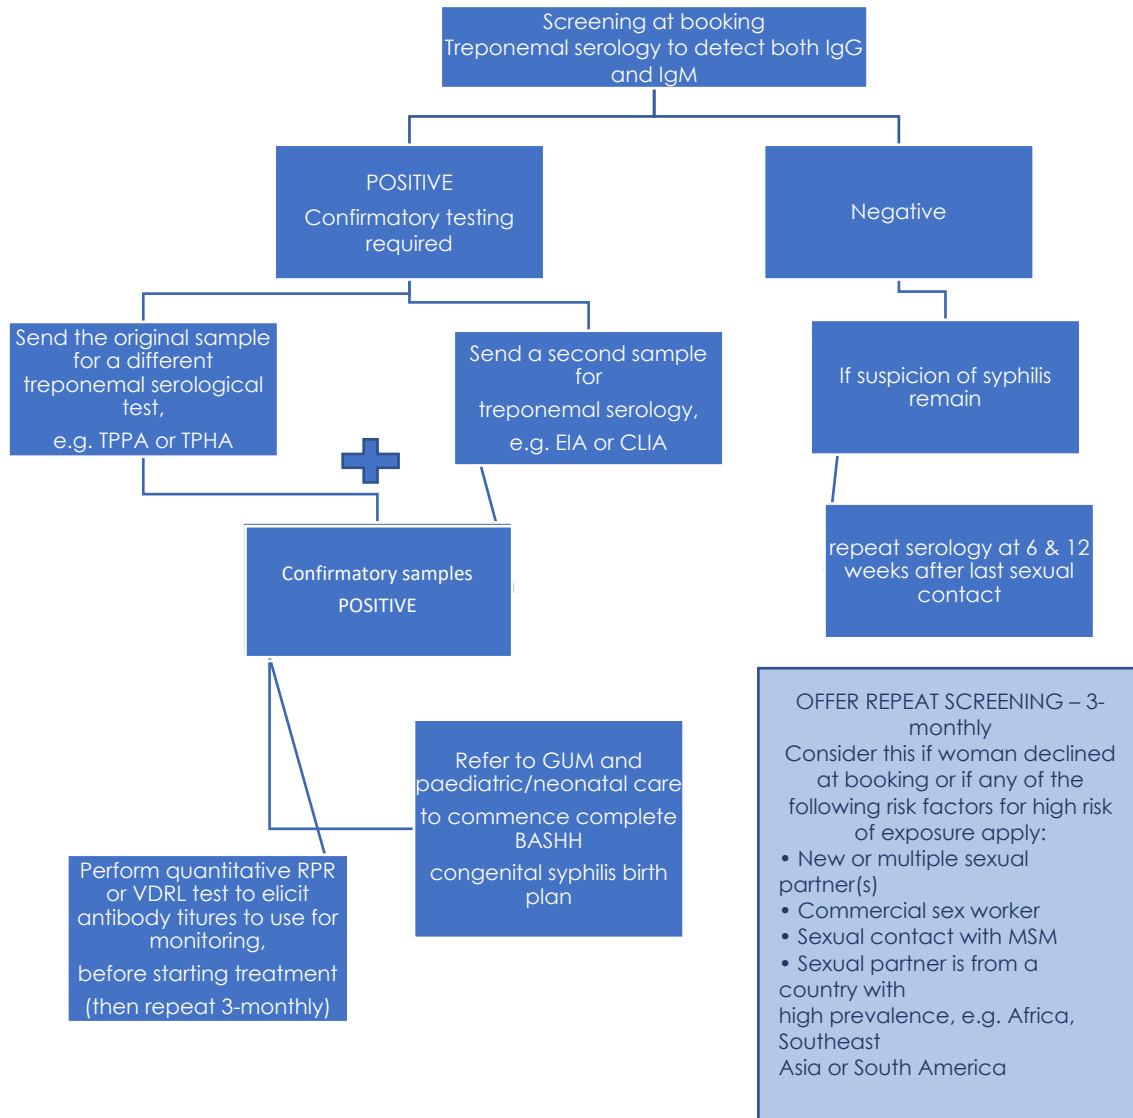 Screening at booking
Treponemal serology to detect both IgG
and IgM
POSITIVE
Confirmatory testing
required
Negative
Send the original sample
for a different
treponemal serological
test,
e.g. TPPA or TPHA
Send a second sample
for
treponemal serology,
e.g. EIA or CLIA
If suspicion of syphilis
remain
Confirmatory samples
POSITIVE
repeat serology at 6 & 12
weeks after last sexual
contact
Refer to GUM and
paediatric/neonatal care
to commence complete
BASHH
congenital syphilis birth
plan
Perform quantitative RPR
or VDRL test to elicit
antibody titures to use for
monitoring,
before starting treatment
(then repeat 3-monthly)
OFFER REPEAT SCREENING – 3-
monthly
Consider this if woman declined
at booking or if any of the
following risk factors for high risk
of exposure apply:
• New or multiple sexual
partner(s)
• Commercial sex worker
• Sexual contact with MSM
• Sexual partner is from a
country with
high prevalence, e.g. Africa,
Southeast
Asia or South America